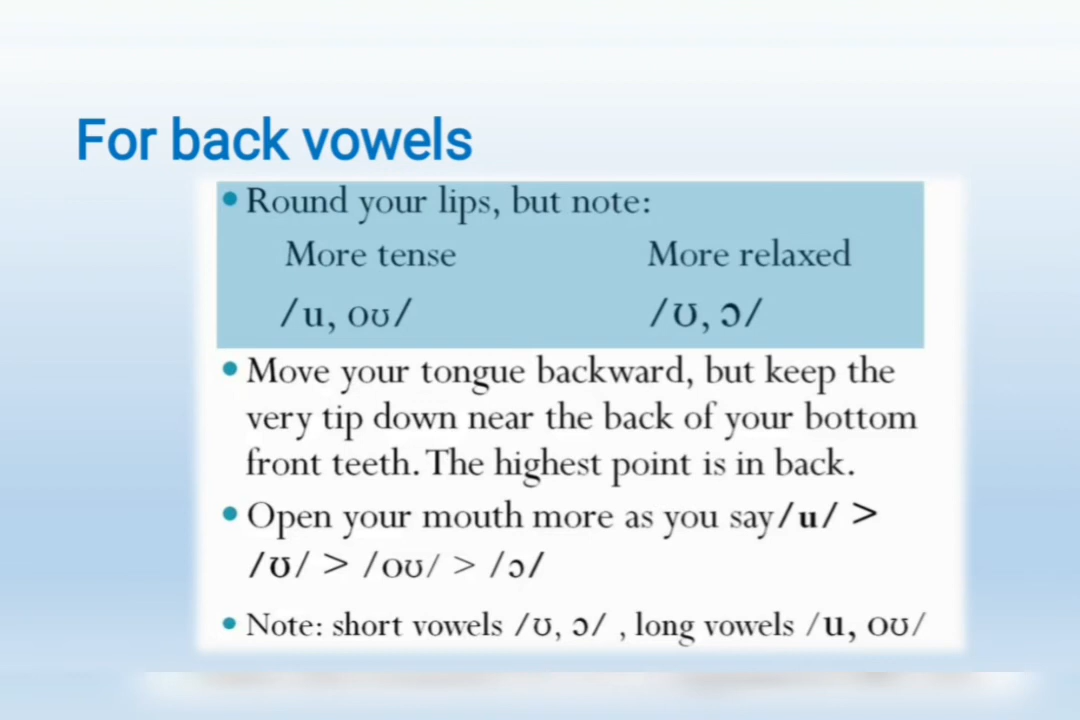 For back vowels
• Round your lips, but note:
More tense More relaxed
/u, oʊ/ /ʊ, ɔ/
• Move your tongue backward, but keep the
very tip down near the back of your bottom
front teeth. The highest point is in back.
• Open your mouth more as you say/u/ >
/ʊ/ > /oʊ/ > /ɔ/
• Note: short vowels /ʊ, ɔ/ , long vowels /u, oʊ/